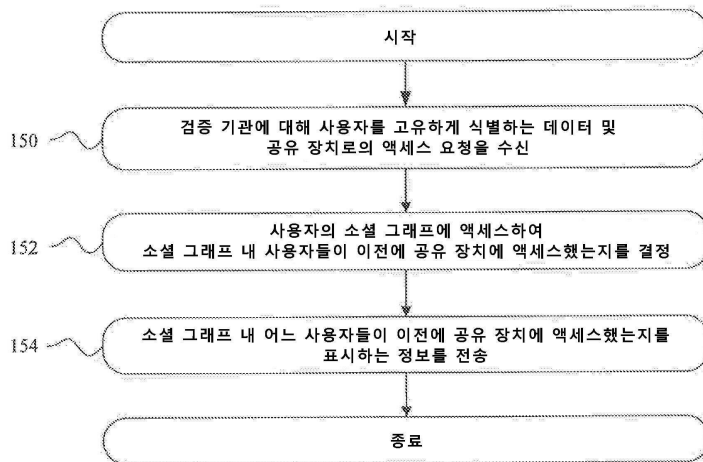 시작
150
검증 기관에 대해 사용자를 고유하게 식별하는 데이터 및
공유 장치로의 액세스 요청을 수신
152
사용자의 소셜 그래프에 액세스하여
소셜 그래프 내 사용자들이 이전에 공유 장치에 액세스했는지를 결정
154
소셜 그래프 내 어느 사용자들이 이전에 공유 장치에 액세스했는지를
표시하는 정보를 전송
종료